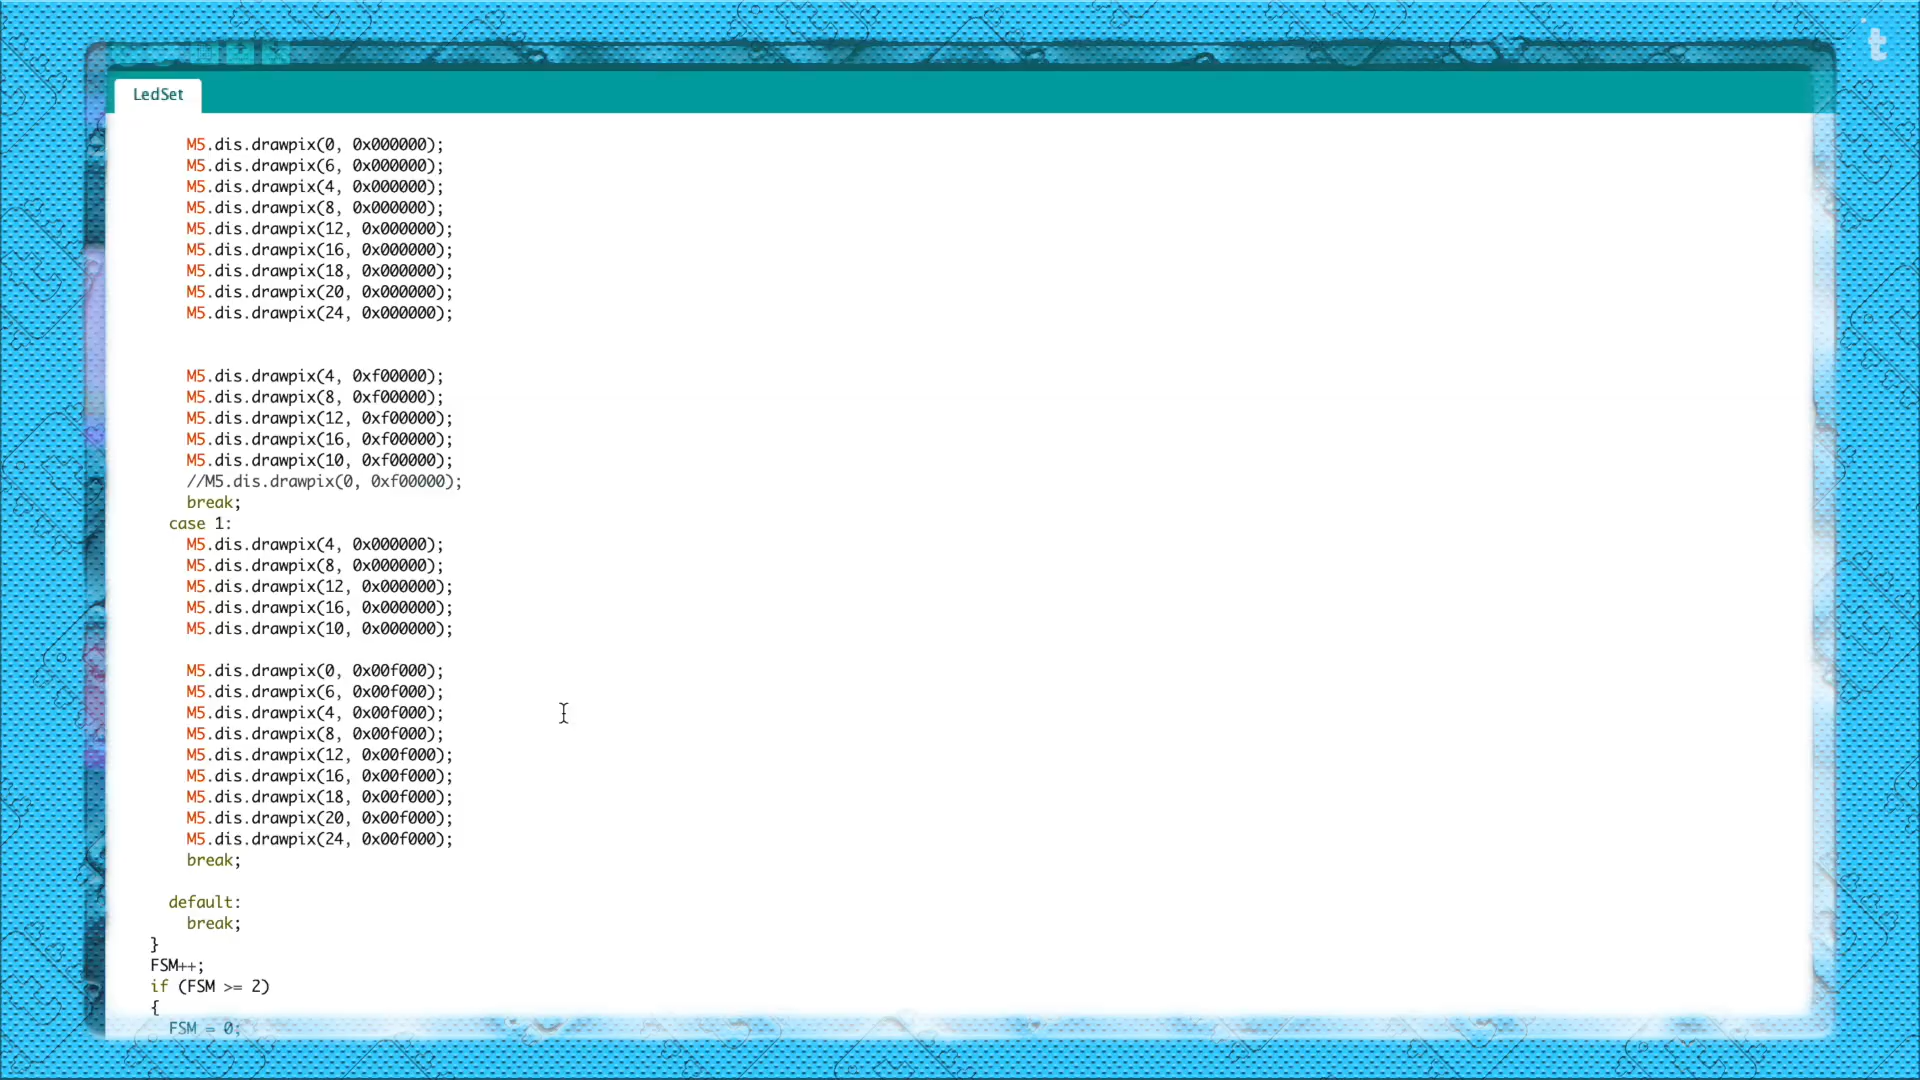 t
LedSet
M5.dis.drawpix(0, 0x000000);
M5.dis.drawpix(6, 0x000000);
M5.dis.drawpix(4, 0x000000);
M5.dis.drawpix(8, 0x000000);
M5.dis.drawpix(12, 0x000000);
M5.dis.drawpix(16, 0x000000);
M5.dis.drawpix(18, 0x000000);
M5.dis.drawpix(20, 0x000000);
M5.dis.drawpix(24, 0x000000);
M5.dis.drawpix(4, 0xf00000);
M5.dis.drawpix(8, 0xf00000);
M5.dis.drawpix(12, 0xf00000);
M5.dis.drawpix(16, 0xf00000);
M5.dis.drawpix(10, 0xf00000);
//M5.dis.drawpix(0, 0xf00000);
break;
case 1:
M5.dis.drawpix(4, 0x000000);
M5.dis.drawpix(8, 0x000000);
M5.dis.drawpix(12, 0x000000);
M5.dis.drawpix(16, 0x000000);
M5.dis.drawpix(10, 0x000000);
M5.dis.drawpix(0, 0x00f000);
M5.dis.drawpix(6, 0x00f000);
M5.dis.drawpix(4, 0x00f000);
M5.dis.drawpix(8, 0x00f000);
M5.dis.drawpix(12, 0x00f000);
M5.dis.drawpix(16, 0x00f000);
M5.dis.drawpix(18, 0x00f000);
M5.dis.drawpix(20, 0x00f000);
M5.dis.drawpix(24, 0x00f000);
break;
default:
break;
}
FSM++;
if (FSM >= 2)
{
FSM = 0;